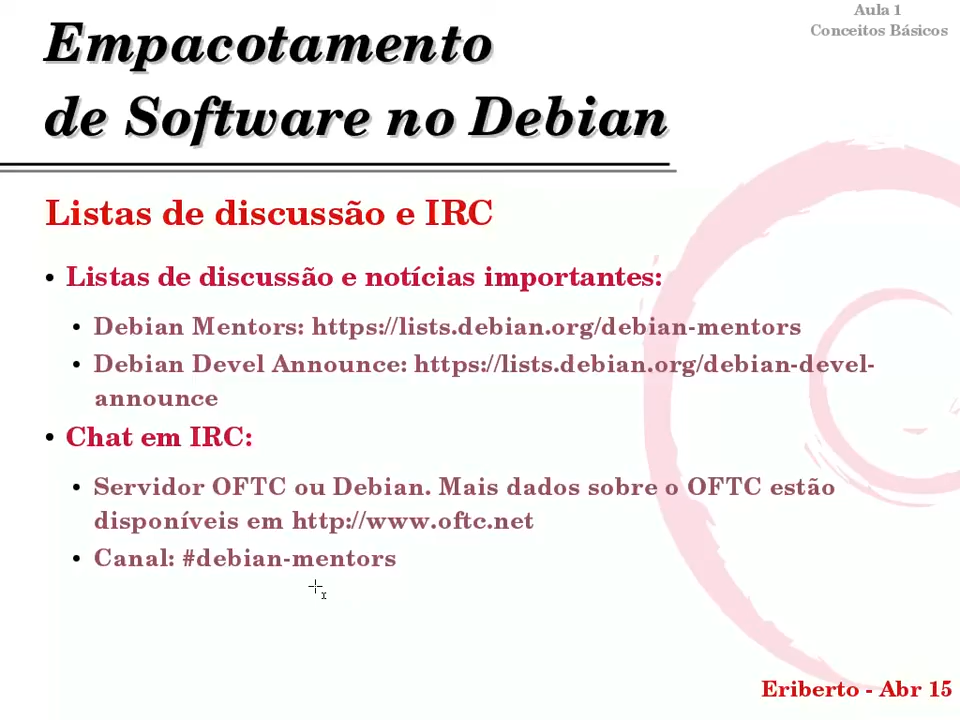 Aula 1
Conceitos Básicos
Empacotamento
de Software no Debian
Listas de discussão e IRC
• Listas de discussão e notícias importantes:
• Debian Mentors: https://lists.debian.org/debian-mentors
• Debian Devel Announce: https://lists.debian.org/debian-devel-
announce
• Chat em IRC:
• Servidor OFTC ou Debian. Mais dados sobre o OFTC estão
disponíveis em http://www.oftc.net
• Canal: #debian-mentors
Eriberto - Abr 15